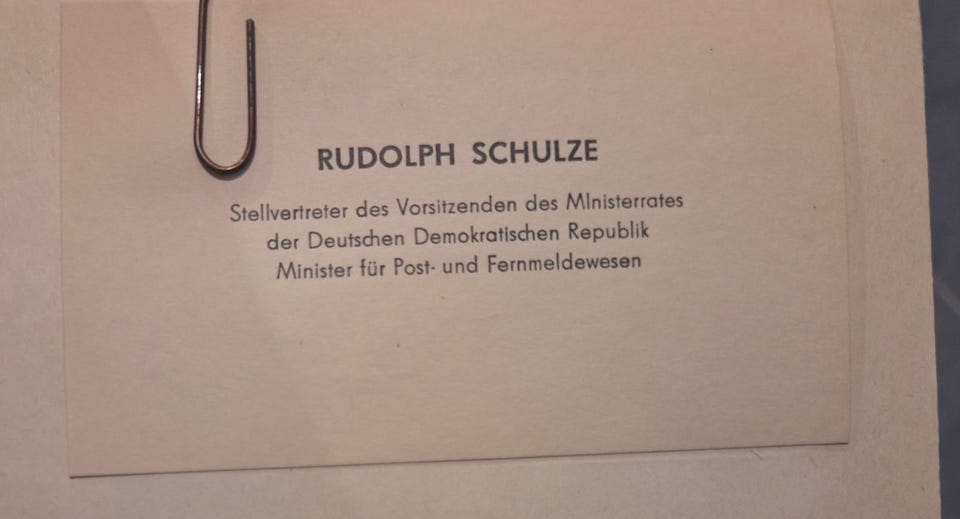 RUDOLPH SCHULZE
Stellvertreter des Vorsitzenden des MInisterrates
der Deutschen Demokratischen Republik
Minister für Post- und Fernmeldewesen